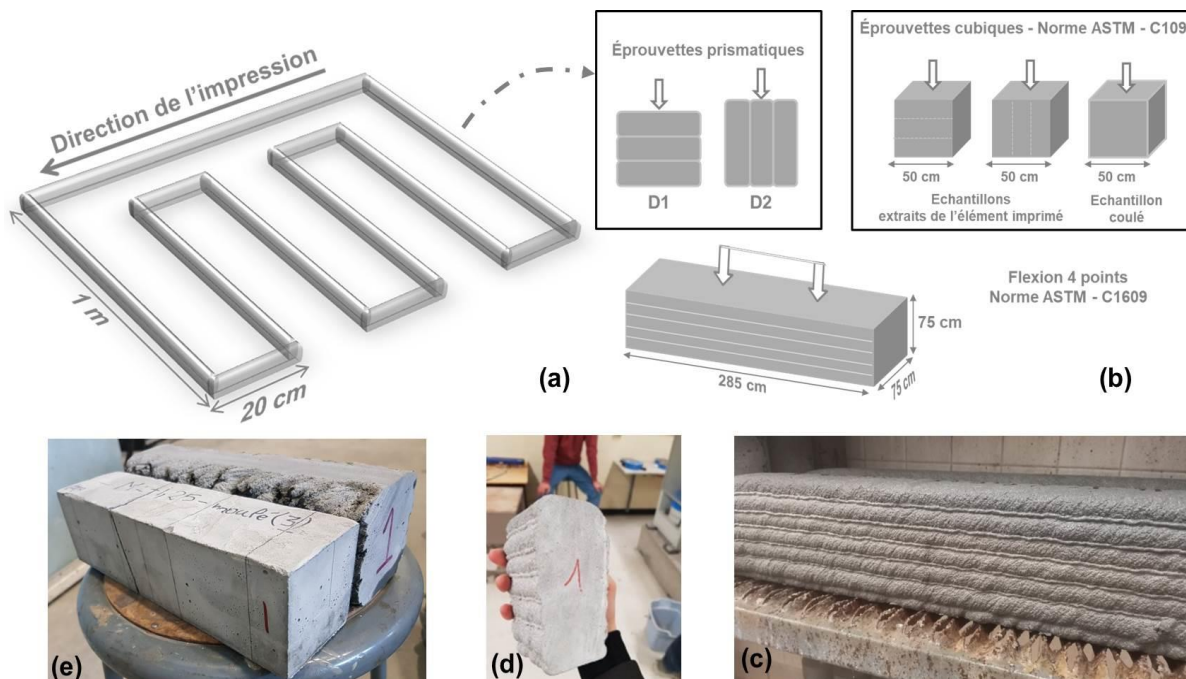 Direction de l'impression
1 m
20 cm
(a)
Éprouvettes prismatiques
D1
D2
Éprouvettes cubiques - Norme ASTM - C109
50 cm
50 cm
50 cm
Echantillons
extraits de l'élément imprimé
Echantillon
coulé
Flexion 4 points
Norme ASTM - C1609
75 cm
75 cm
285 cm
(b)
moulé (3)
1
1
(e)
1
(d)
(c)